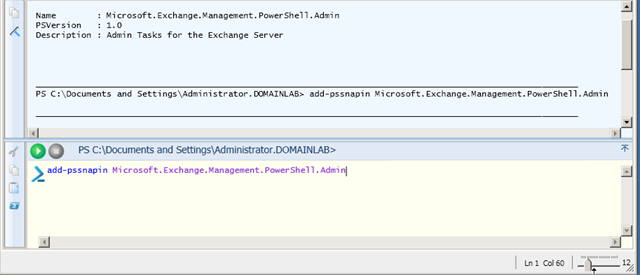 Name        : Microsoft.Exchange.Management.PowerShell.Admin
PSVersion   : 1.0
Description : Admin Tasks for the Exchange Server
PS C:\Documents and Settings\Administrator.DOMAINLAB> add-pssnapin Microsoft.Exchange.Management.PowerShell.Admin
PS C:\Documents and Settings\Administrator.DOMAINLAB>
add-pssnapin Microsoft.Exchange.Management.PowerShell.Admin
Ln 1 Col 60 12